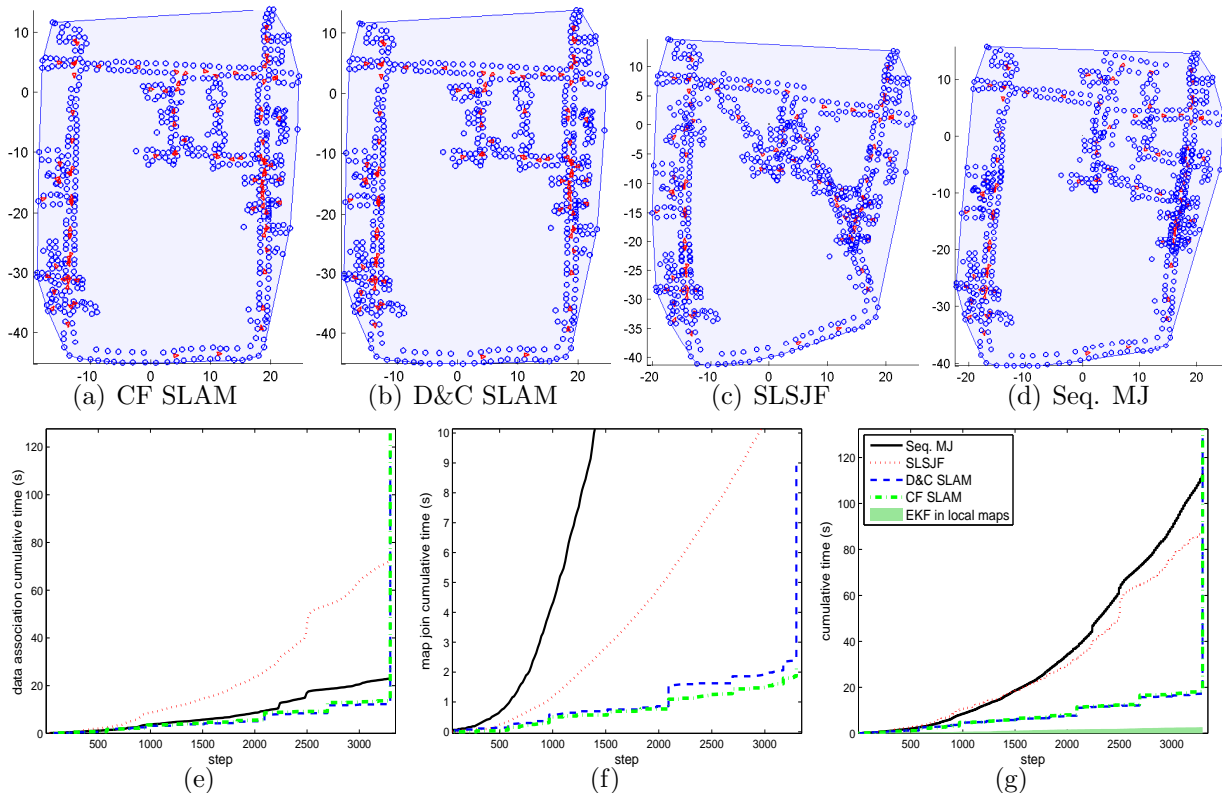 10
0
-10
-20
-30
-40
-10 0 10 20
(a) CF SLAM
10
0
-10
-20
-30
-40
-10 0 10 20
(b) D&C SLAM
10
5
0
-5
-10
-15
-20
-25
-30
-35
-40
-20 -10 0 10 20
(c) SLSJF
10
0
-10
-20
-30
-40
-20 -10 0 10 20
(d) Seq. MJ
data association cumulative time (s)
120
100
80
60
40
20
0
500 1000 1500 2000 2500 3000
step
(e)
map join cumulative time (s)
10
9
8
7
6
5
4
3
2
1
0
500 1000 1500 2000 2500 3000
step
(f)
cumulative time (s)
120
100
80
60
40
20
0
Seq. MJ
SLSJF
D&C SLAM
CF SLAM
EKF in local maps
500 1000 1500 2000 2500 3000
step
(g)